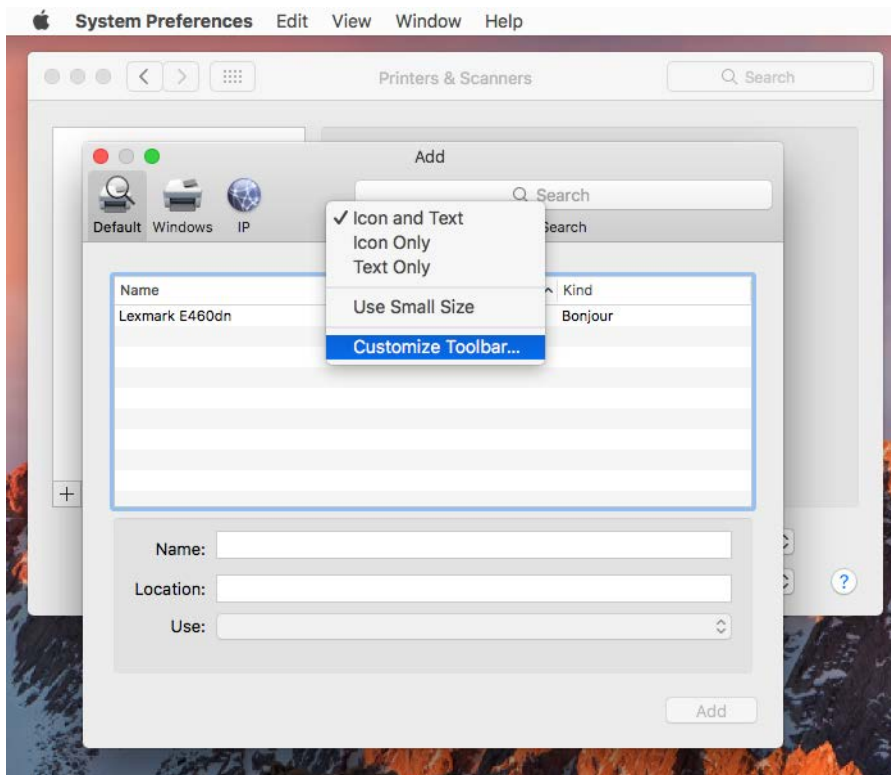 System Preferences Edit View Window Help
Printers & Scanners
Search
Add
Search
Default Windows IP
Search
✓ Icon and Text
Icon Only
Text Only
Use Small Size
Customize Toolbar...
Name
Kind
Lexmark E460dn
Bonjour
+
Name:
Location:
Use:
?
Add